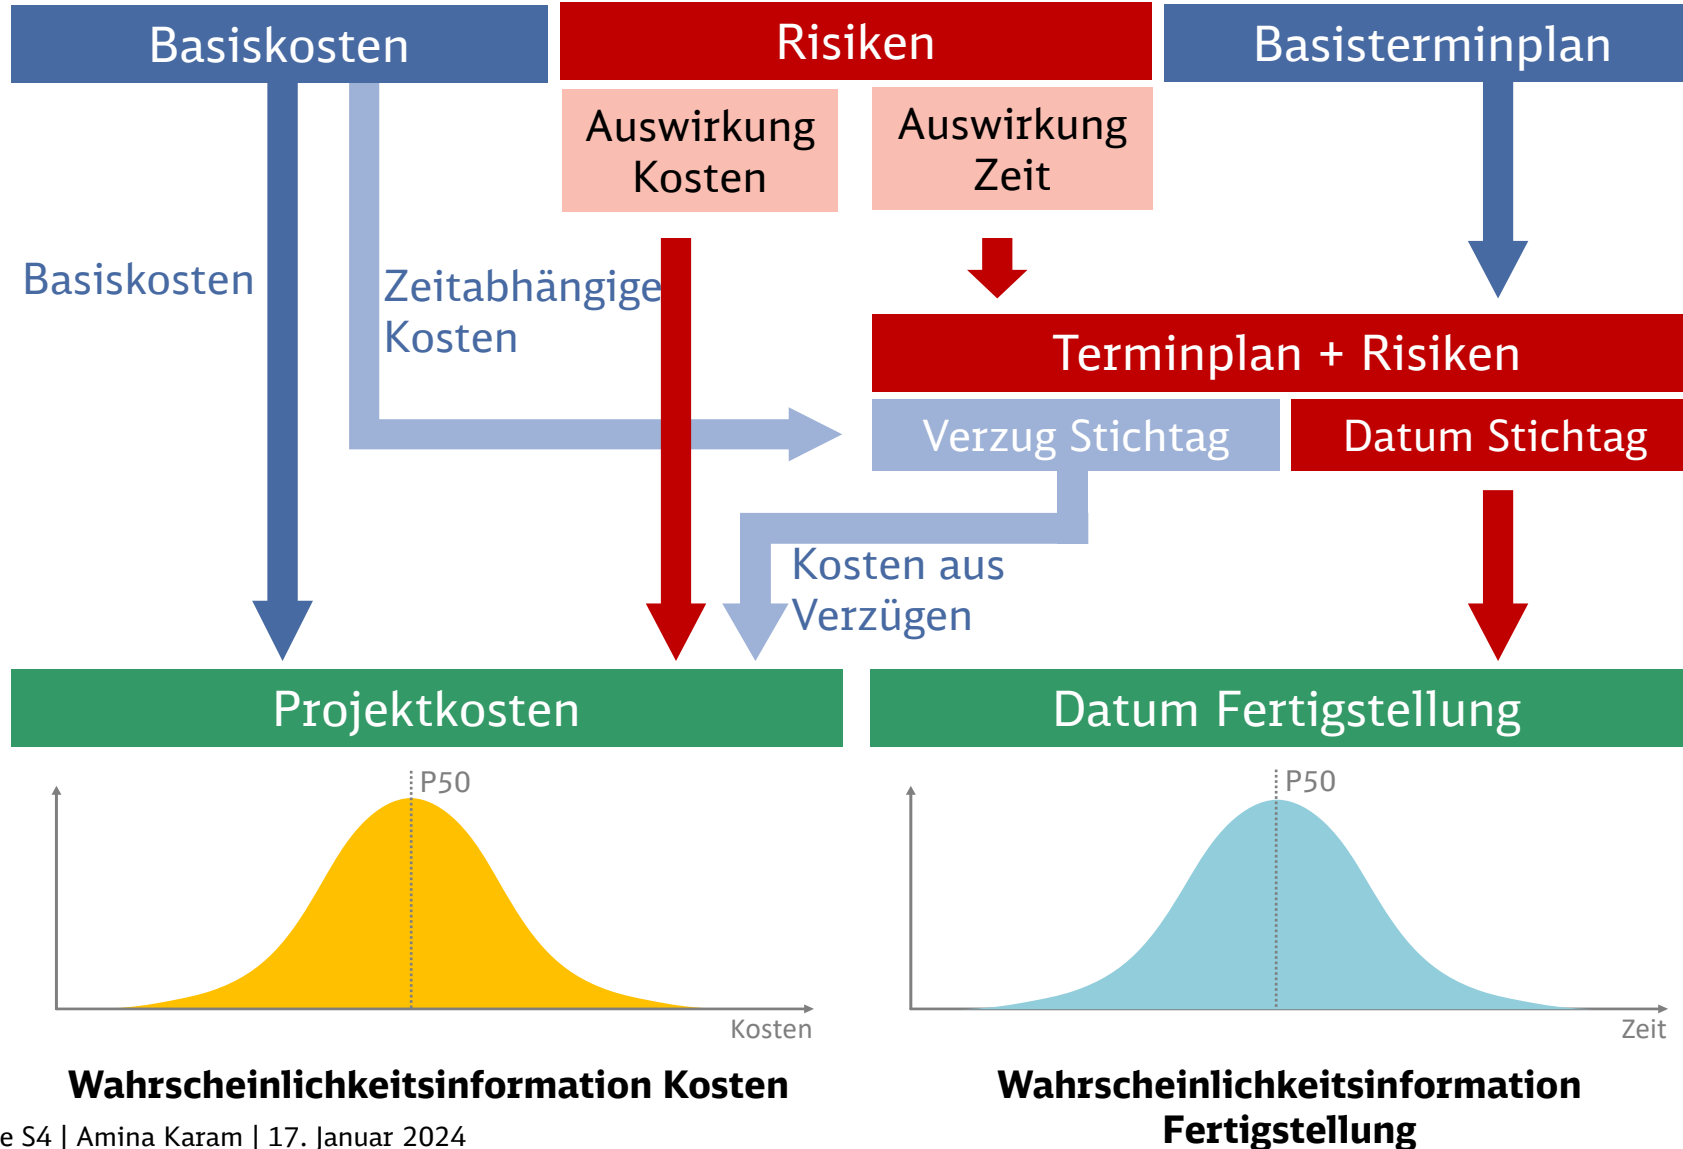 Basiskosten
Risiken
Basisterminplan
Auswirkung
Kosten
Auswirkung
Zeit
Basiskosten
Zeitabhängige
Kosten
Terminplan + Risiken
Verzug Stichtag
Datum Stichtag
Kosten aus
Verzügen
Projektkosten
Datum Fertigstellung
P50
P50
Kosten
Zeit
Wahrscheinlichkeitsinformation Kosten
Wahrscheinlichkeitsinformation
Fertigstellung
e S4 | Amina Karam | 17. Januar 2024